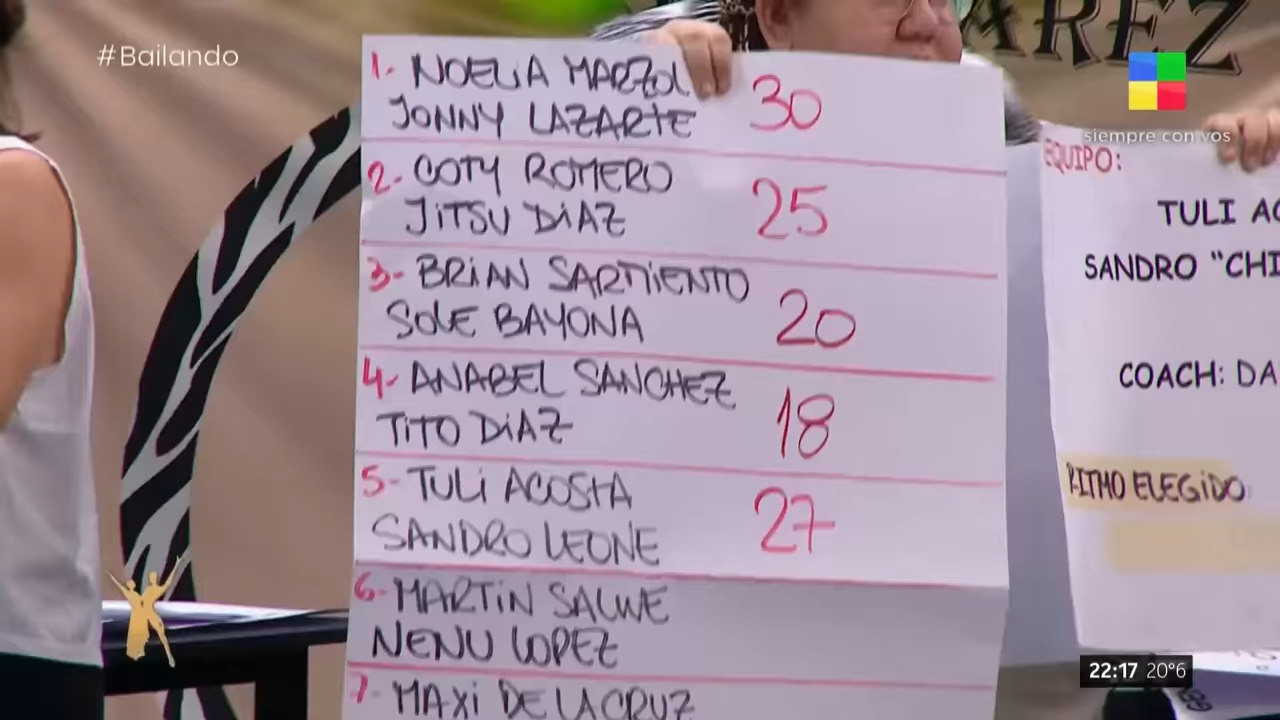 #Bailando
AREZ
siempre con vos
1- NOELIA MARZOL
JONNY LAZARTE
30
2- COTY ROMERO
JITSU DIAZ
25
3- BRIAN SARMIENTO
SOLE BAYONA
20
4- ANABEL SANCHEZ
TITO DIAZ
18
5- TULI ACOSTA
SANDRO LEONE
27
6- MARTIN SALWE
NENU LOPEZ
7- MAXI DE LA CRUZ
EQUIPO:
TULI AC
SANDRO "CHI
COACH: DA
RITMO ELEGIDO
22:17 20°6